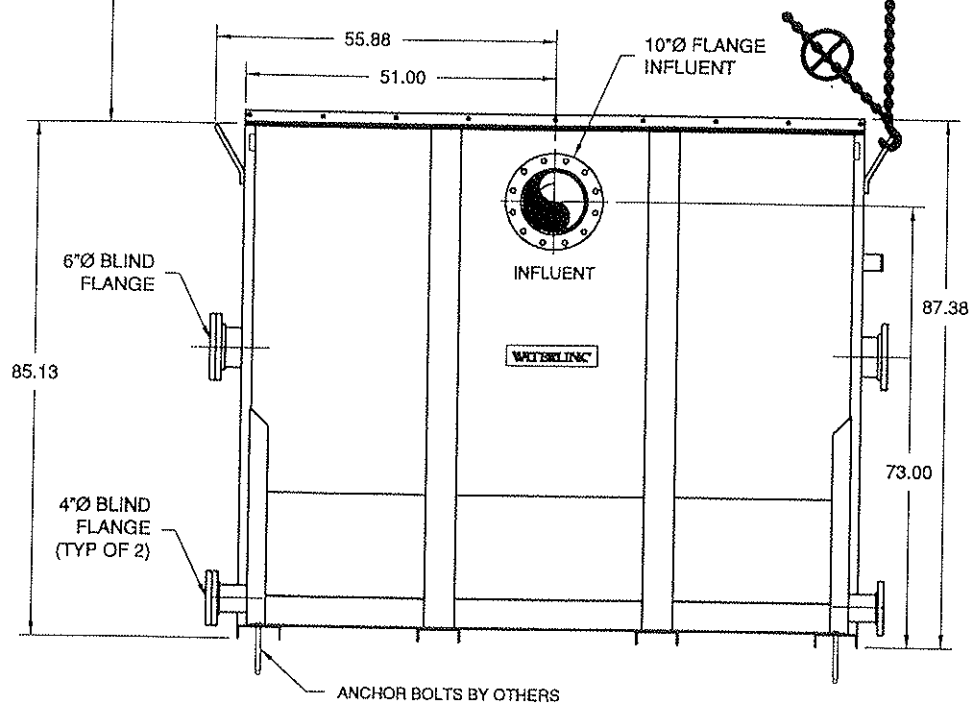 55.88
51.00
10"Ø FLANGE
INFLUENT
INFLUENT
6"Ø BLIND
FLANGE
WATERLINK
85.13
87.38
73.00
4"Ø BLIND
FLANGE
(TYP OF 2)
ANCHOR BOLTS BY OTHERS